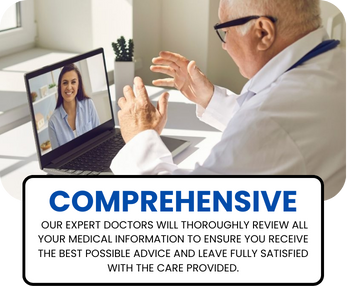 COMPREHENSIVE
OUR EXPERT DOCTORS WILL THOROUGHLY REVIEW ALL
YOUR MEDICAL INFORMATION TO ENSURE YOU RECEIVE
THE BEST POSSIBLE ADVICE AND LEAVE FULLY SATISFIED
WITH THE CARE PROVIDED.